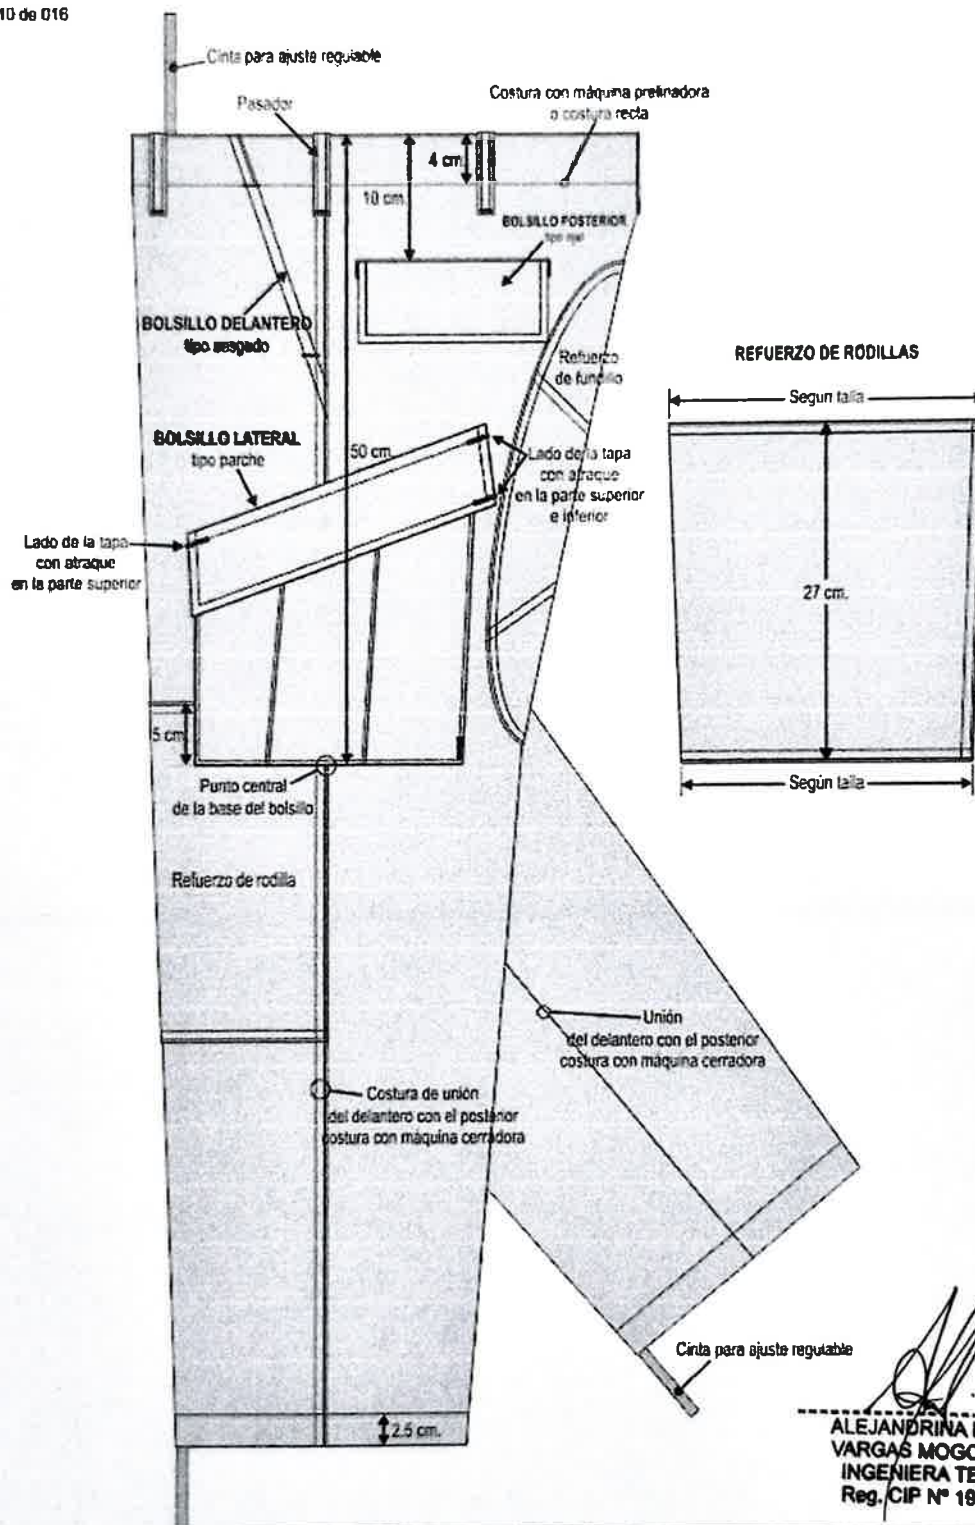 10 de 016
Cinta para ajuste regulable
Pasador
Costura con máquina pretinadora
o costura recta
4 cm.
10 cm.
BOLSILLO POSTERIOR
tipo ojal
BOLSILLO DELANTERO
tipo sesgado
Refuerzo
de fundillo
REFUERZO DE RODILLAS
Según talla
BOLSILLO LATERAL
tipo parche
50 cm.
Lado de la tapa
con atraque
en la parte superior
e inferior
Lado de la tapa
con atraque
en la parte superior
27 cm.
5 cm
Punto central
de la base del bolsillo
Según talla
Refuerzo de rodilla
Unión
del delantero con el posterior
costura con máquina cerradora
Costura de unión
del delantero con el posterior
costura con máquina cerradora
Cinta para ajuste regulable
2.5 cm.
ALEJANDRINA
VARGAS MOGO
INGENIERA TE
Reg. CIP Nº 19